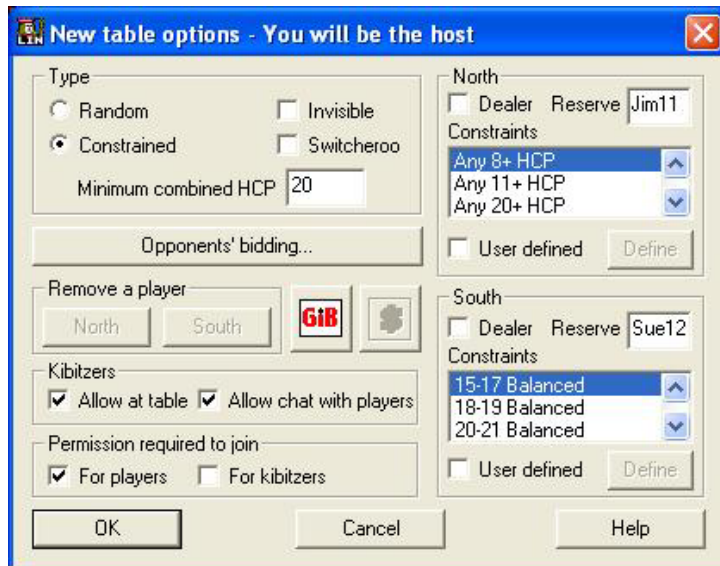 New table options - You will be the host
Type
Random
Invisible
Constrained
Switcheroo
Minimum combined HCP 20
Opponents' bidding...
Remove a player
North South
GiB
$
Kibitzers
Allow at table Allow chat with players
Permission required to join
For players For kibitzers
OK Cancel Help
North
Dealer Reserve Jim11
Constraints
Any 8+ HCP
Any 11+ HCP
Any 20+ HCP
User defined Define
South
Dealer Reserve Sue12
Constraints
15-17 Balanced
18-19 Balanced
20-21 Balanced
User defined Define
LIN